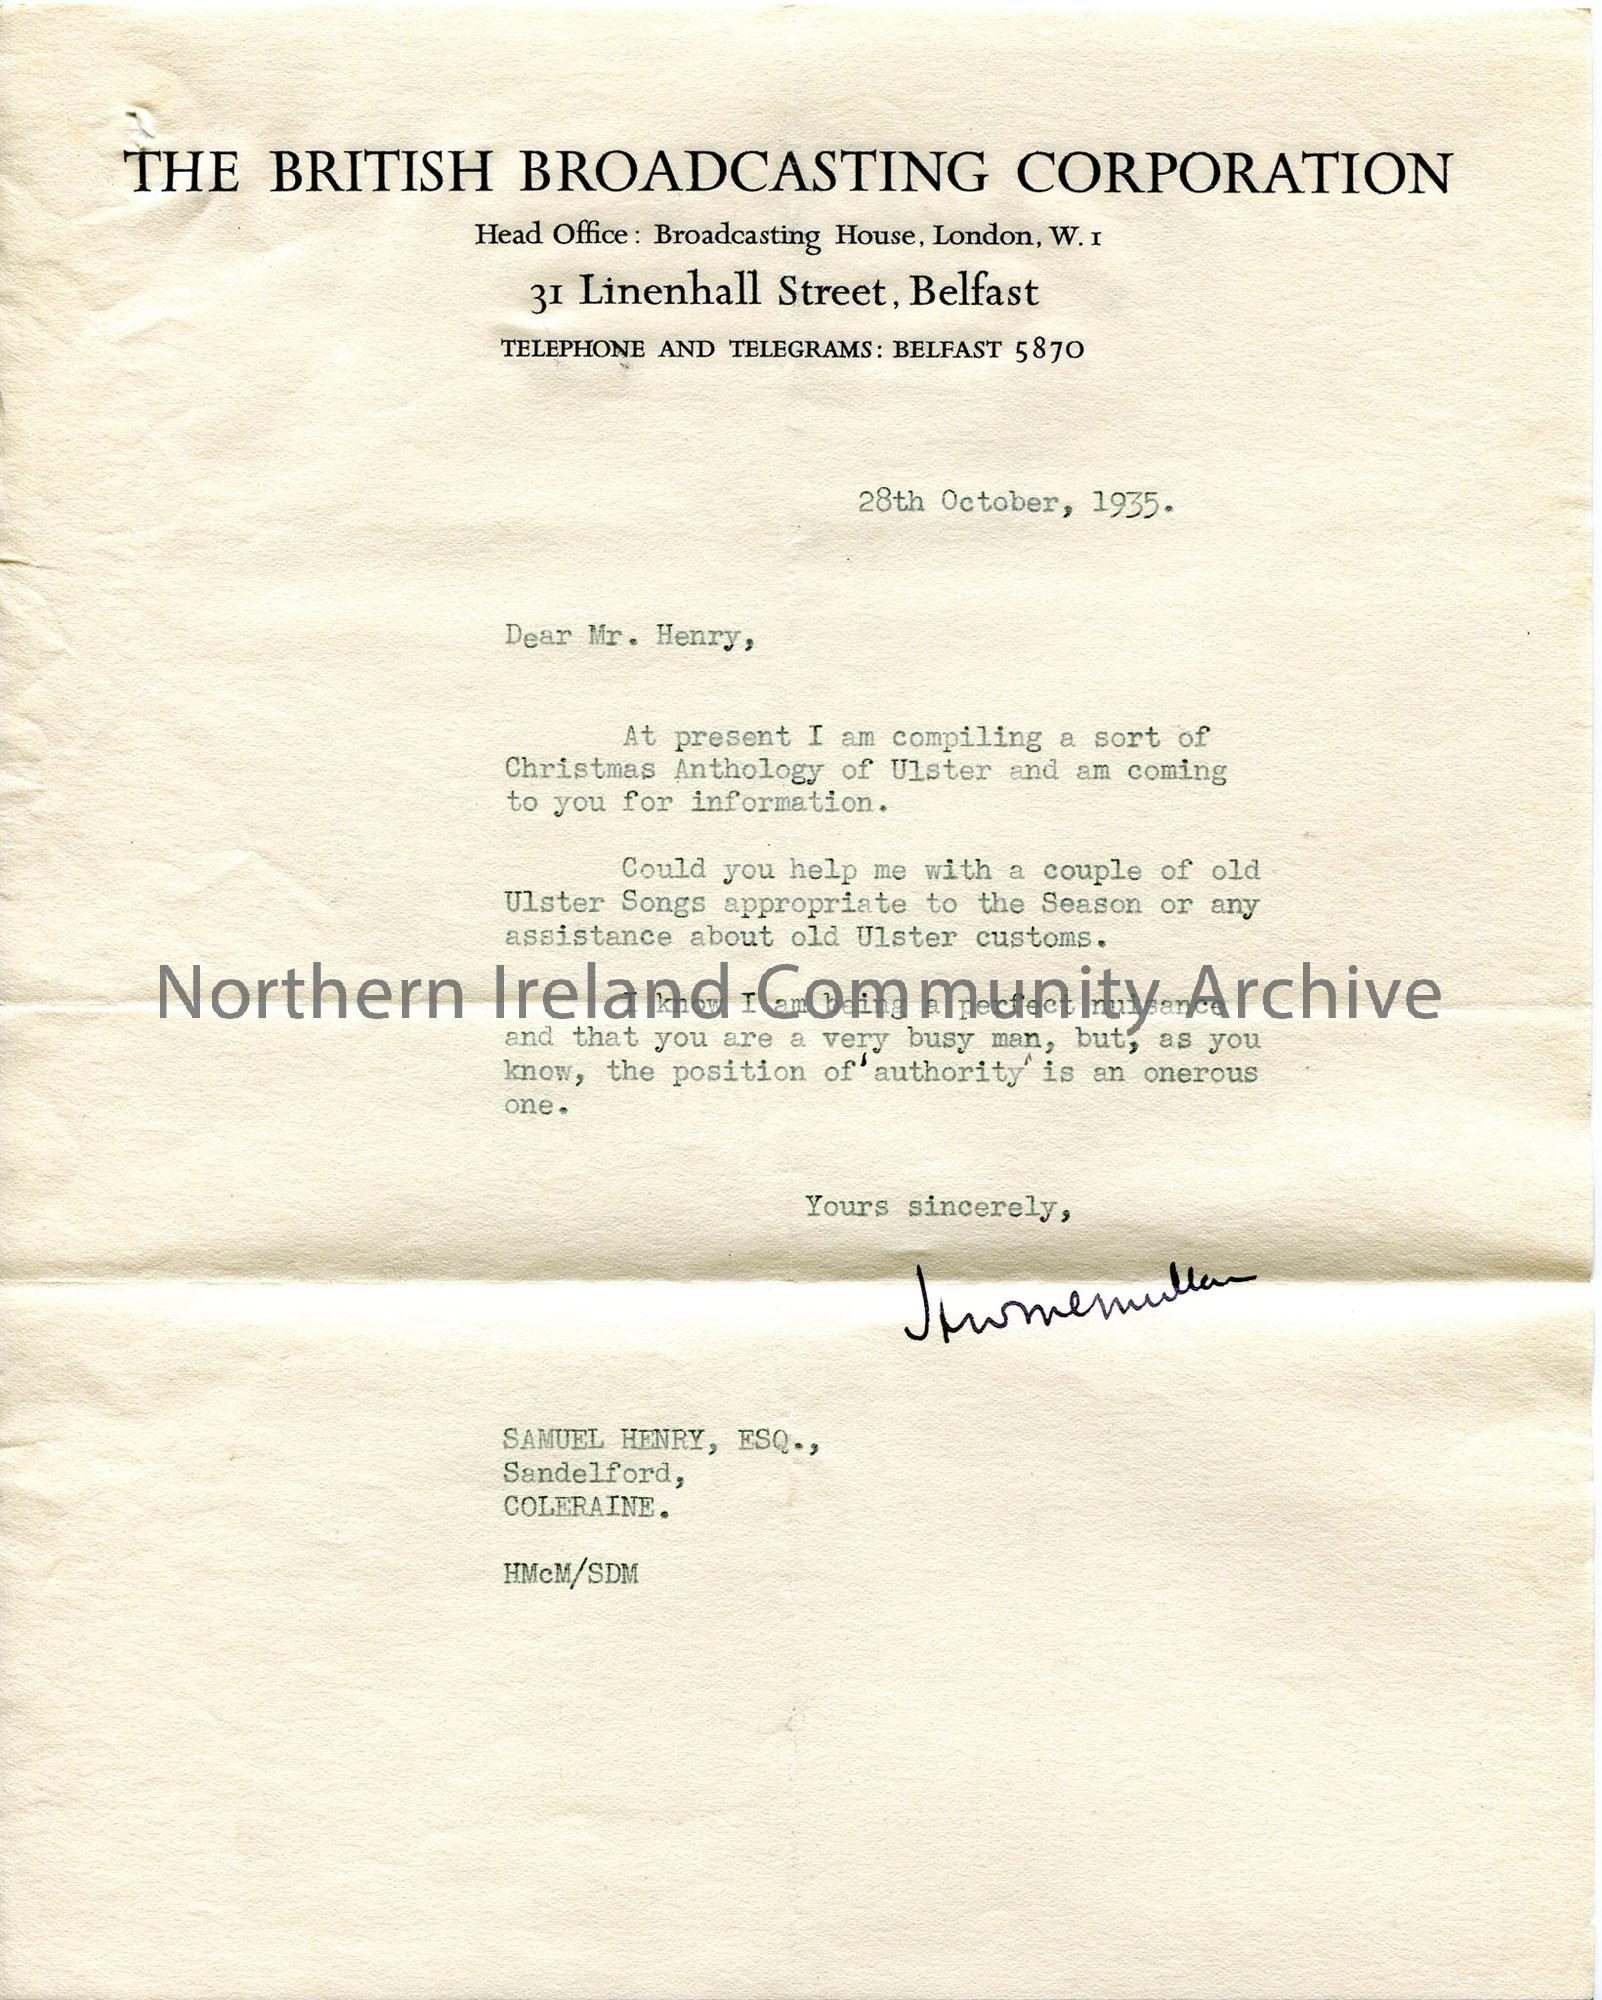 THE BRITISH BROADCASTING CORPORATION
Head Office: Broadcasting House, London, W. 1
31 Linenhall Street, Belfast
TELEPHONE AND TELEGRAMS: BELFAST 5870
28th October, 1935.
Dear Mr. Henry,
At present I am compiling a sort of
Christmas Anthology of Ulster and am coming
to you for information.
Could you help me with a couple of old
Ulster Songs appropriate to the Season or any
assistance about old Ulster customs.
Northern Ireland Community Archive
I know I am being a perfect nuisance
and that you are a very busy man, but, as you
know, the position of 'authority' is an onerous
one.
Yours sincerely,
SAMUEL HENRY, ESQ.,
Sandelford,
COLERAINE.
HMcM/SDM